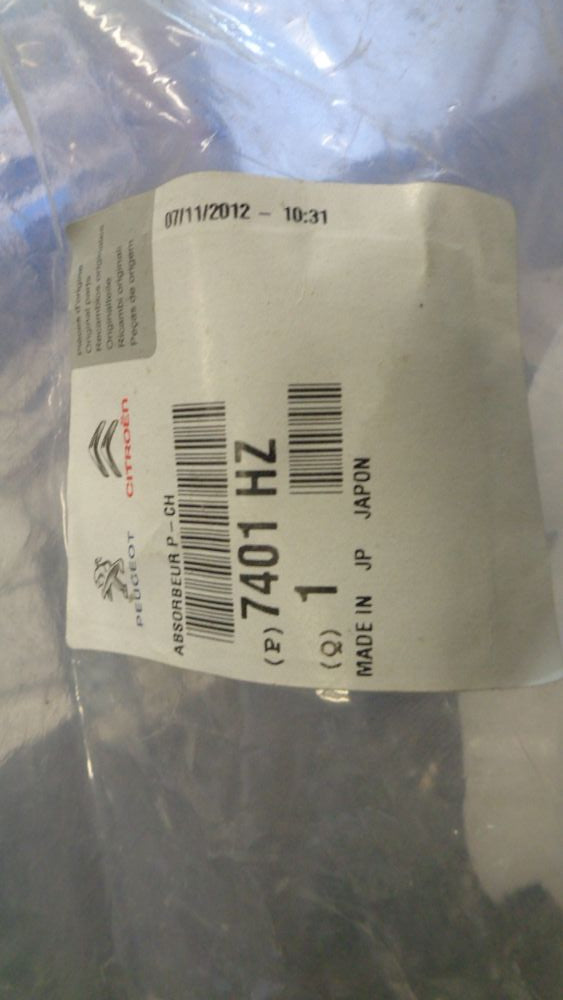 07/11/2012 - 10:31
Pièces d'origine
Original parts
Recambios originales
Originalteile
Ricambi originali
Peças de origem
PEUGEOT
CITROËN
ABSORBEUR P-CH
(P) 7401 HZ
(Q) 1
MADE IN JP JAPON